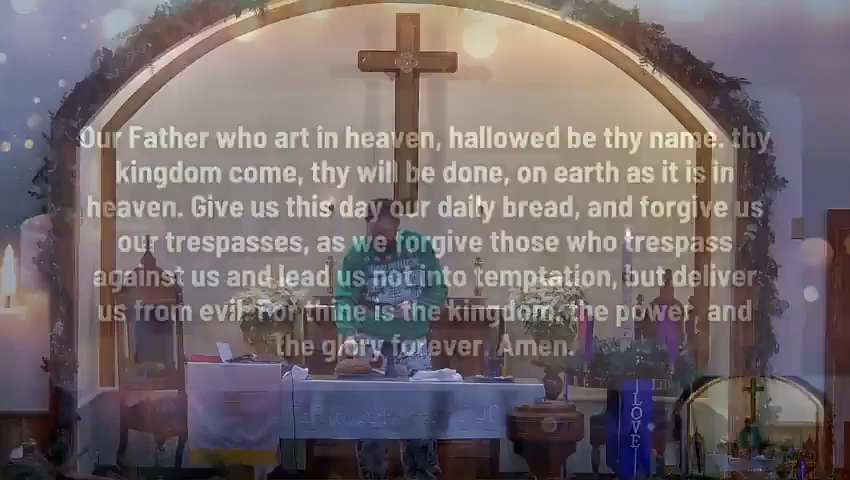 Our Father who art in heaven, hallowed be thy name. thy
kingdom come, thy will be done, on earth as it is in
heaven. Give us this day our daily bread, and forgive us
our trespasses, as we forgive those who trespass
against us and lead us not into temptation, but deliver
us from evil. For thine is the kingdom, the power, and
the glory forever. Amen.
LOVE